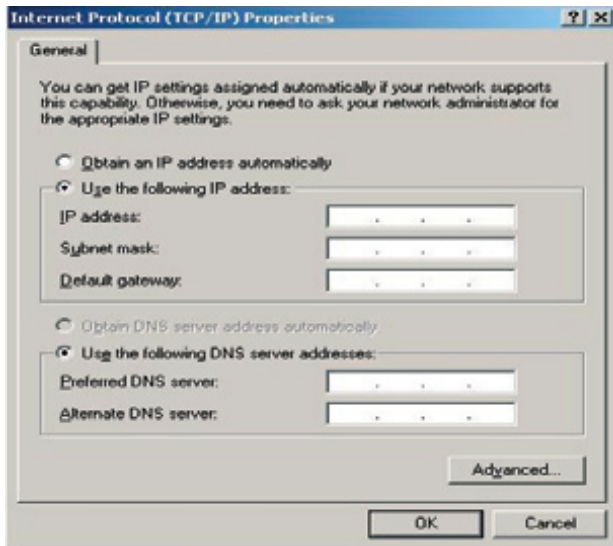 Internet Protocol (TCP/IP) Properties
General
You can get IP settings assigned automatically if your network supports
this capability. Otherwise, you need to ask your network administrator for
the appropriate IP settings.
Obtain an IP address automatically
Use the following IP address:
IP address:
Subnet mask:
Default gateway:
Obtain DNS server address automatically
Use the following DNS server addresses:
Preferred DNS server:
Alternate DNS server:
Advanced...
OK
Cancel